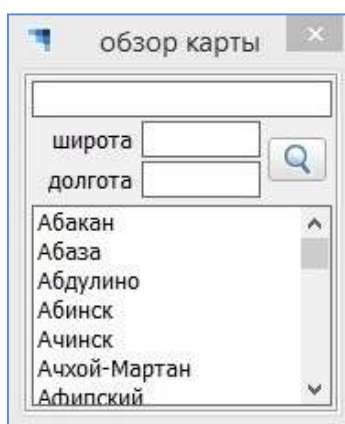 обзор карты
широта
долгота
Абакан
Абаза
Абдулино
Абинск
Ачинск
Ачхой-Мартан
Афипский